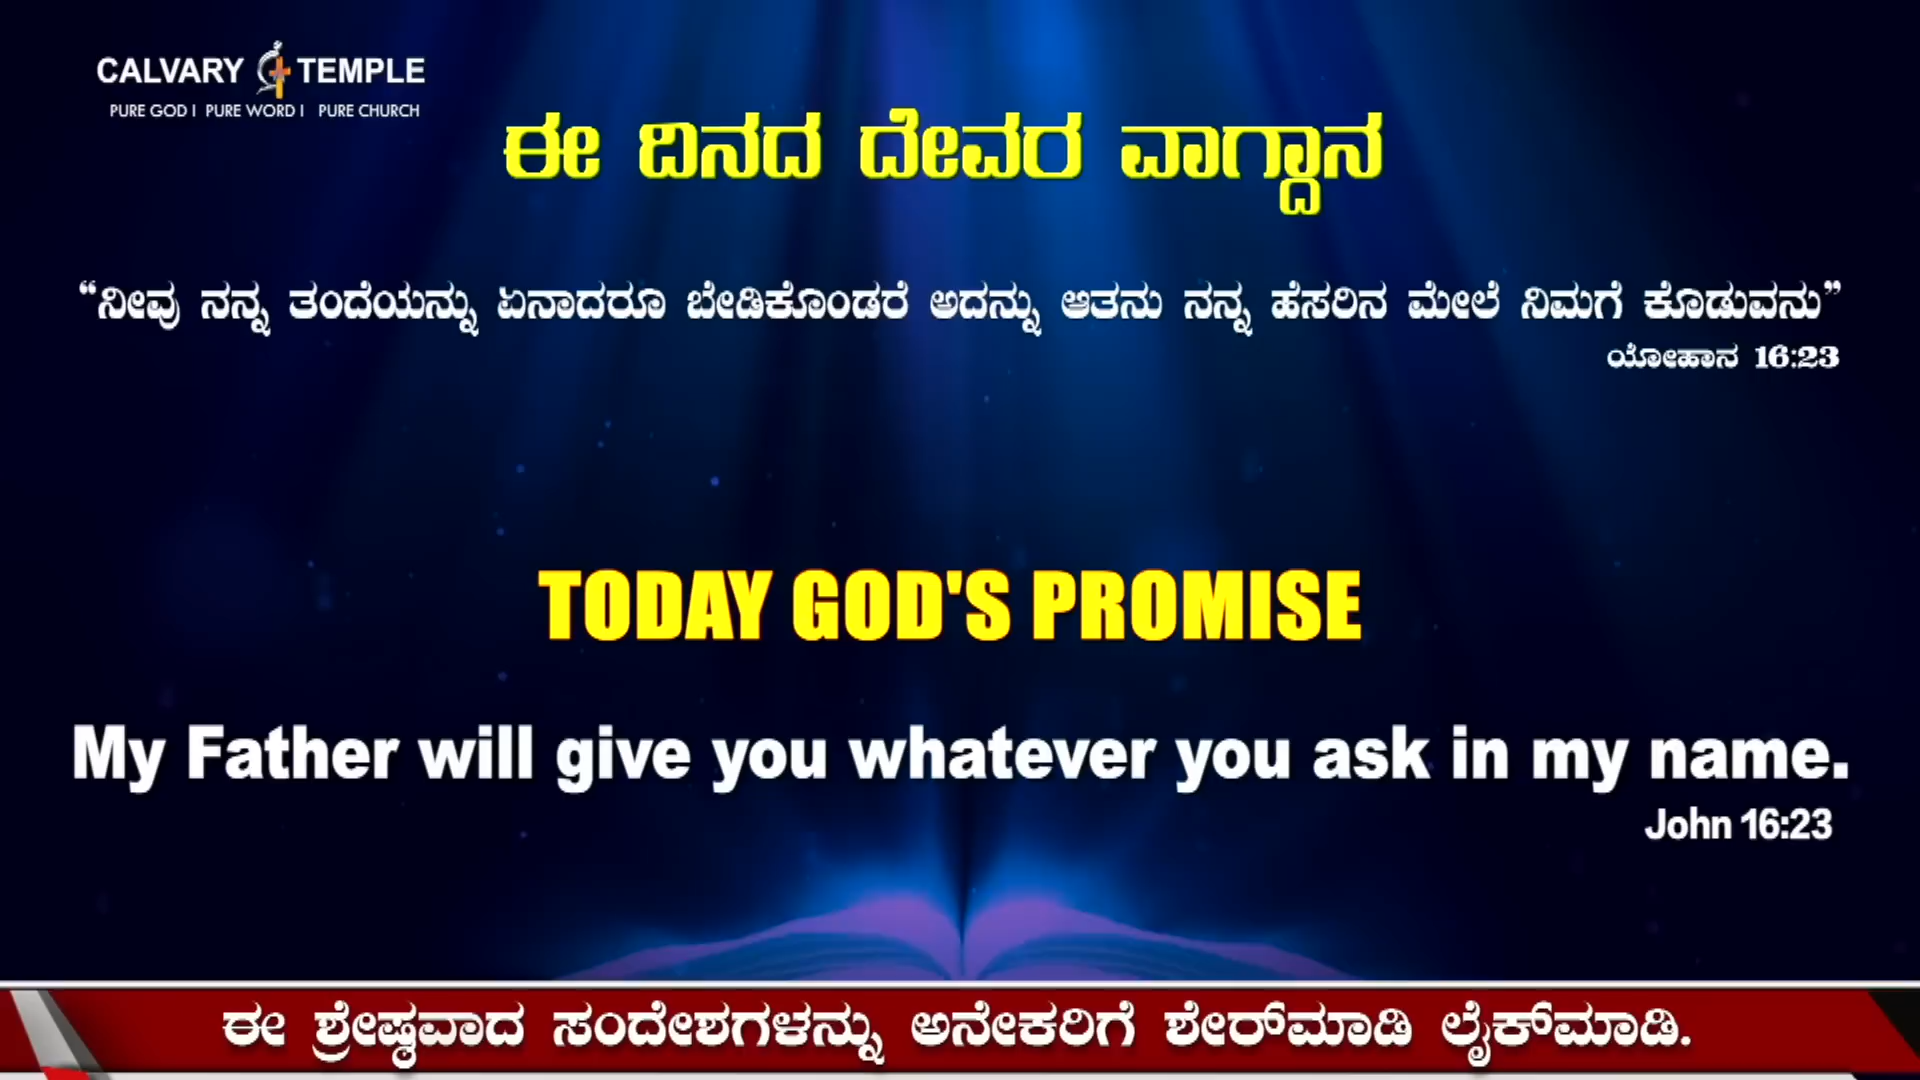 CALVARY TEMPLE
PURE GOD I PURE WORD I PURE CHURCH
ಈ ದಿನದ ದೇವರ ವಾಗ್ದಾನ
“ನೀವು ನನ್ನ ತಂದೆಯನ್ನು ಏನಾದರೂ ಬೇಡಿಕೊಂಡರೆ ಅದನ್ನು ಆತನು ನನ್ನ ಹೆಸರಿನ ಮೇಲೆ ನಿಮಗೆ ಕೊಡುವನು”
ಯೋಹಾನ 16:23
TODAY GOD'S PROMISE
My Father will give you whatever you ask in my name.
John 16:23
ಈ ಶ್ರೇಷ್ಠವಾದ ಸಂದೇಶಗಳನ್ನು ಅನೇಕರಿಗೆ ಶೇರ್‌ಮಾಡಿ ಲೈಕ್‌ಮಾಡಿ.